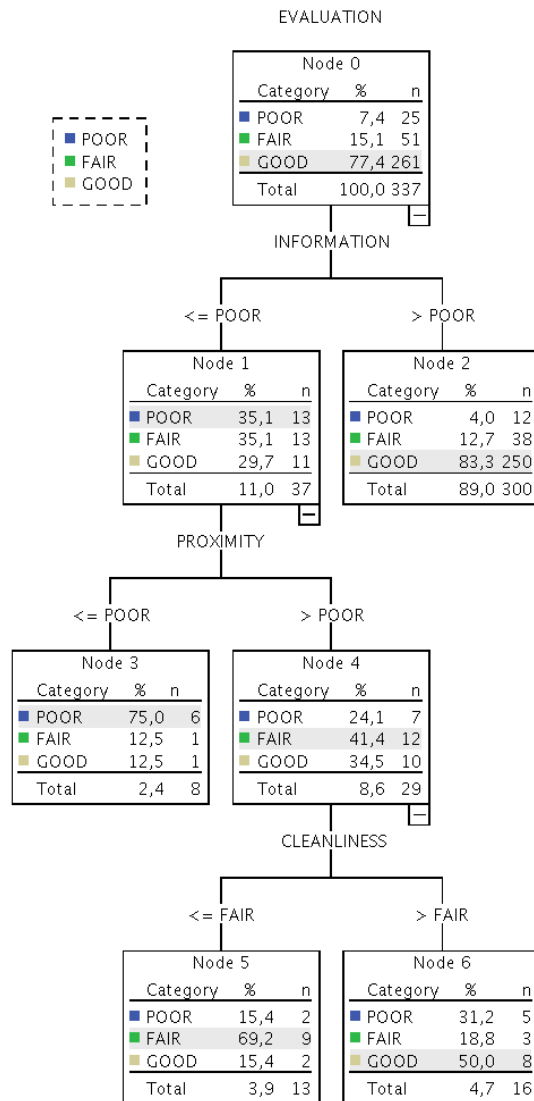 EVALUATION
Node 0
Category % n
POOR 7,4 25
FAIR 15,1 51
GOOD 77,4 261
Total 100,0 337
POOR
FAIR
GOOD
INFORMATION
<= POOR
> POOR
Node 1
Category % n
POOR 35,1 13
FAIR 35,1 13
GOOD 29,7 11
Total 11,0 37
Node 2
Category % n
POOR 4,0 12
FAIR 12,7 38
GOOD 83,3 250
Total 89,0 300
PROXIMITY
<= POOR
> POOR
Node 3
Category % n
POOR 75,0 6
FAIR 12,5 1
GOOD 12,5 1
Total 2,4 8
Node 4
Category % n
POOR 24,1 7
FAIR 41,4 12
GOOD 34,5 10
Total 8,6 29
CLEANLINESS
<= FAIR
> FAIR
Node 5
Category % n
POOR 15,4 2
FAIR 69,2 9
GOOD 15,4 2
Total 3,9 13
Node 6
Category % n
POOR 31,2 5
FAIR 18,8 3
GOOD 50,0 8
Total 4,7 16